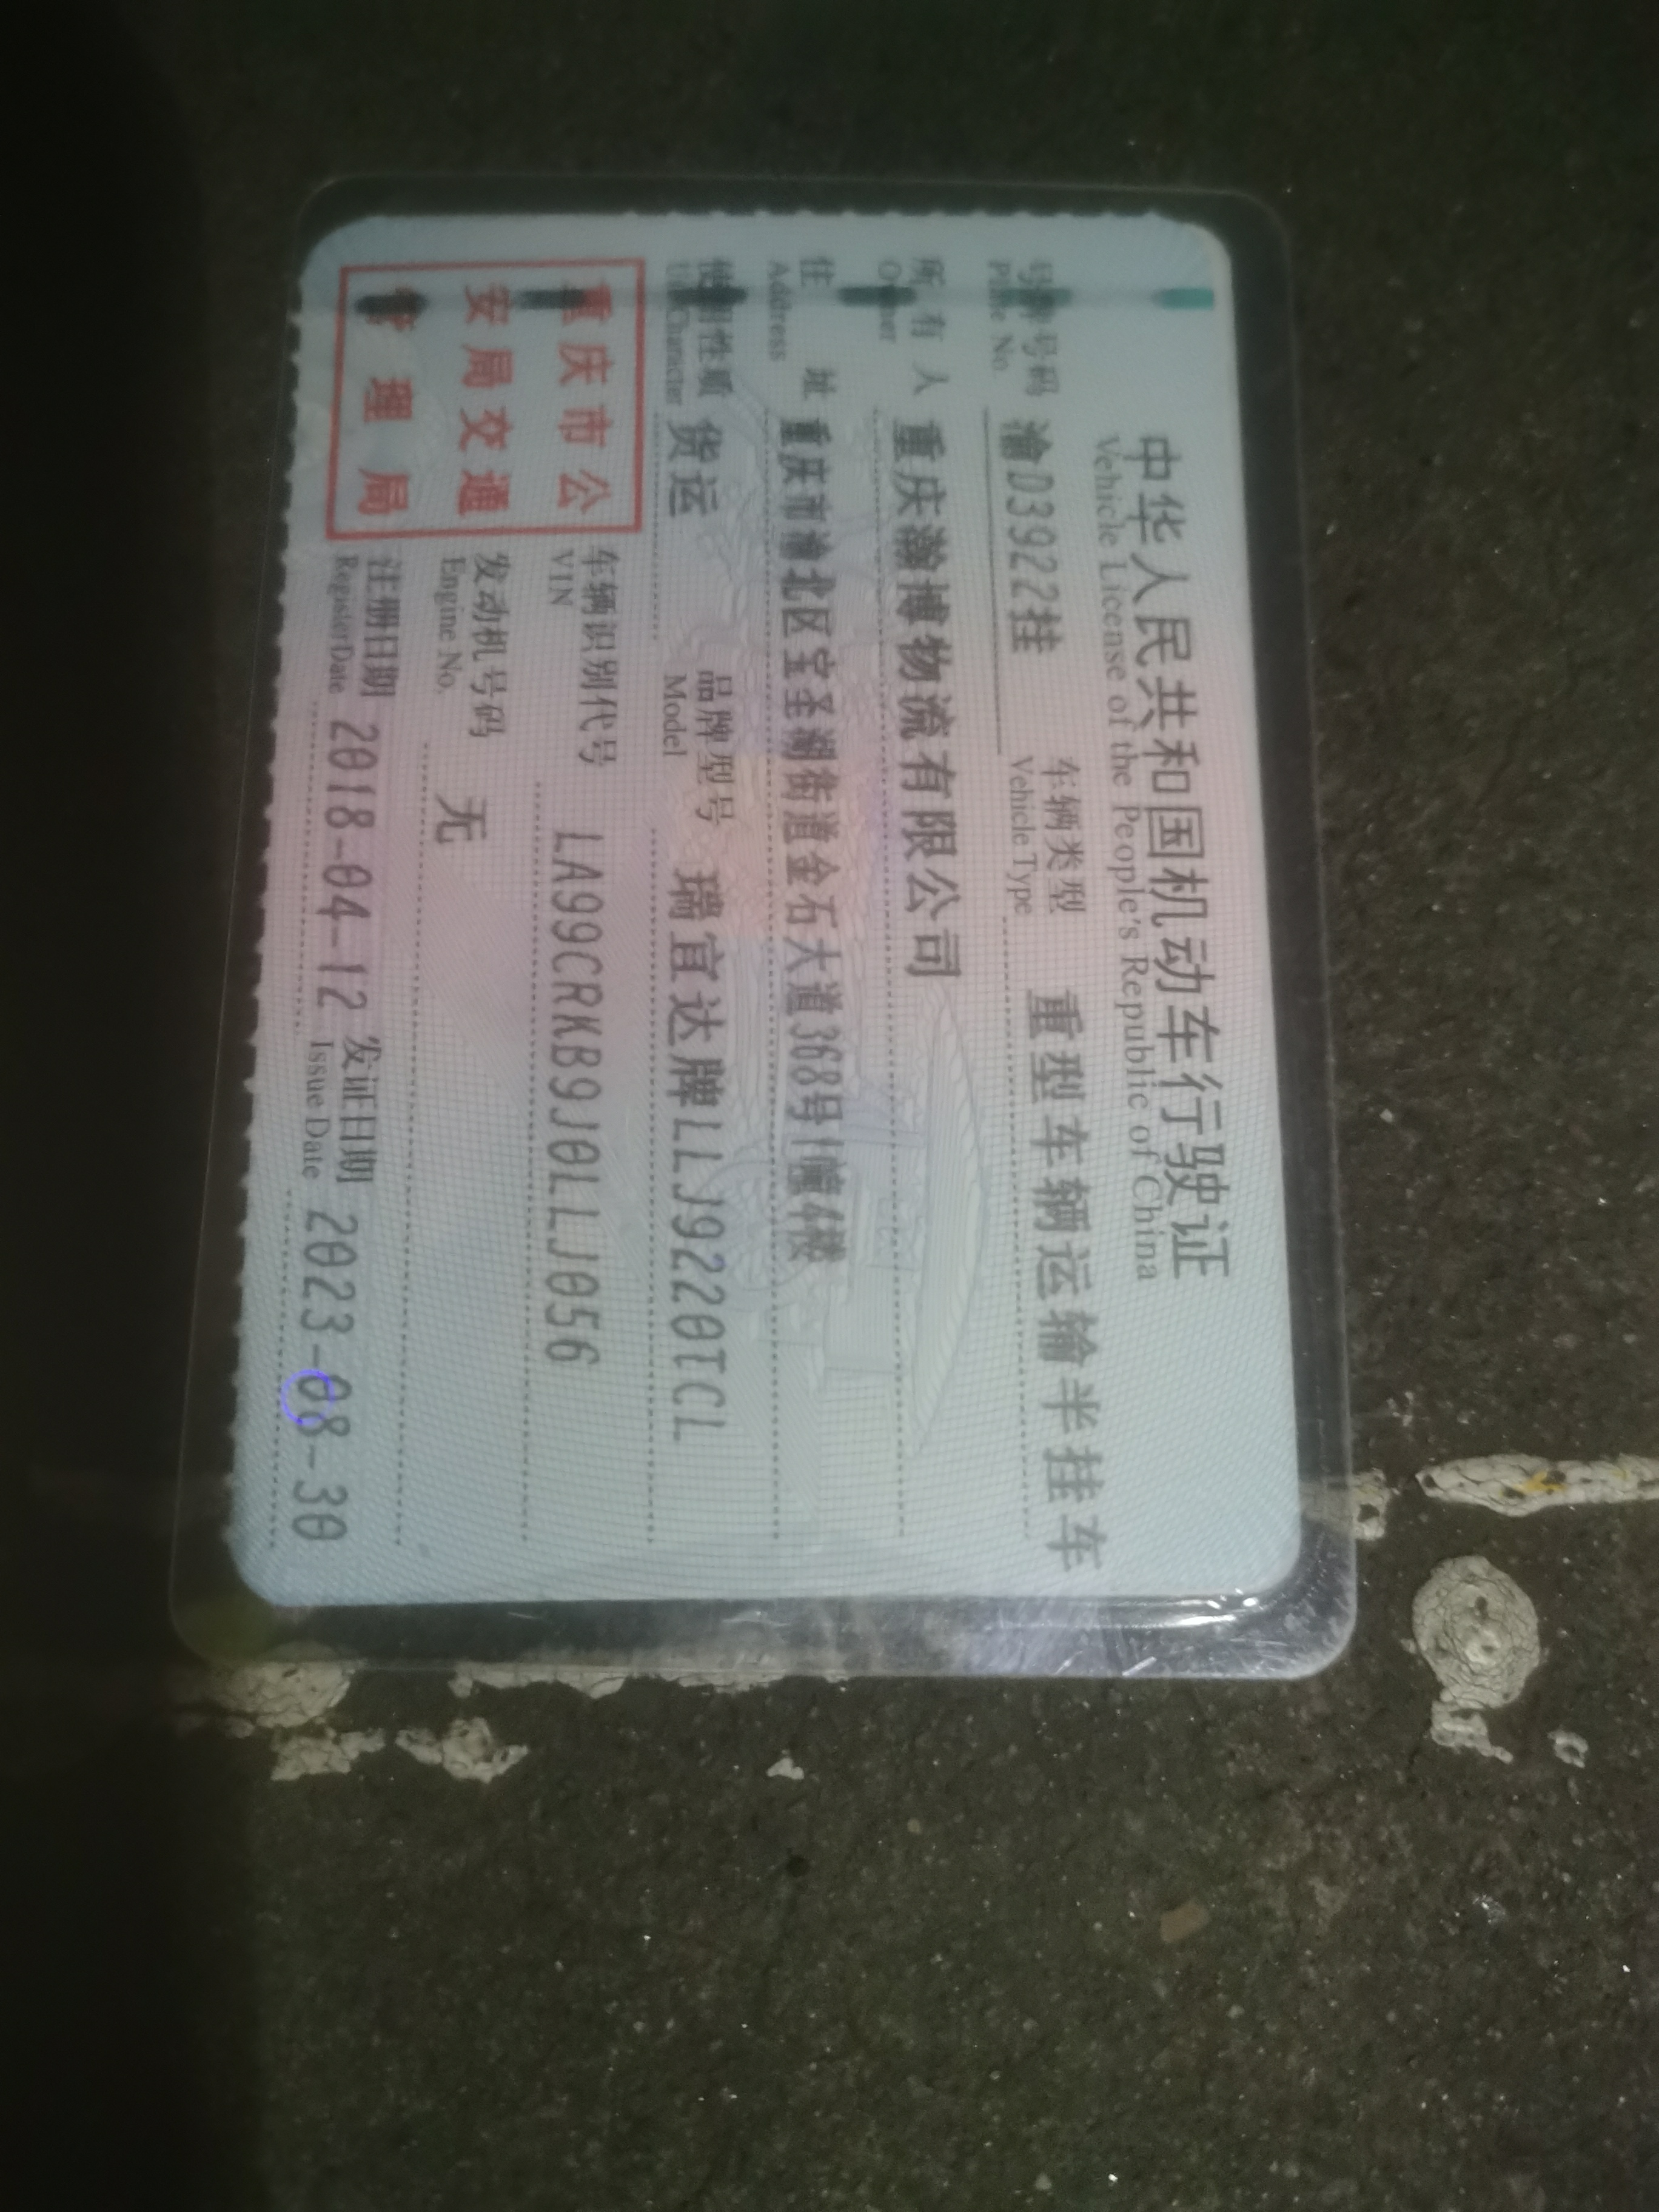 中华人民共和国机动车行驶证
Vehicle License of the People's Republic of China
号牌号码 渝D3922挂 车辆类型 重型车辆运输半挂车
Plate No. Vehicle Type
所有人 重庆瀚博物流有限公司
Owner
住址 重庆市渝北区宝圣湖街道金石大道368号1幢4楼
Address
使用性质 货运 品牌型号 瑞宜达牌LLJ9220TCL
Use Character Model
重庆市公
安局交通
管理局
车辆识别代号 LA99CRKB9J0LLJ056
VIN
发动机号码 无
Engine No.
注册日期 2018-04-12 发证日期 2023-08-30
Register Date Issue Date